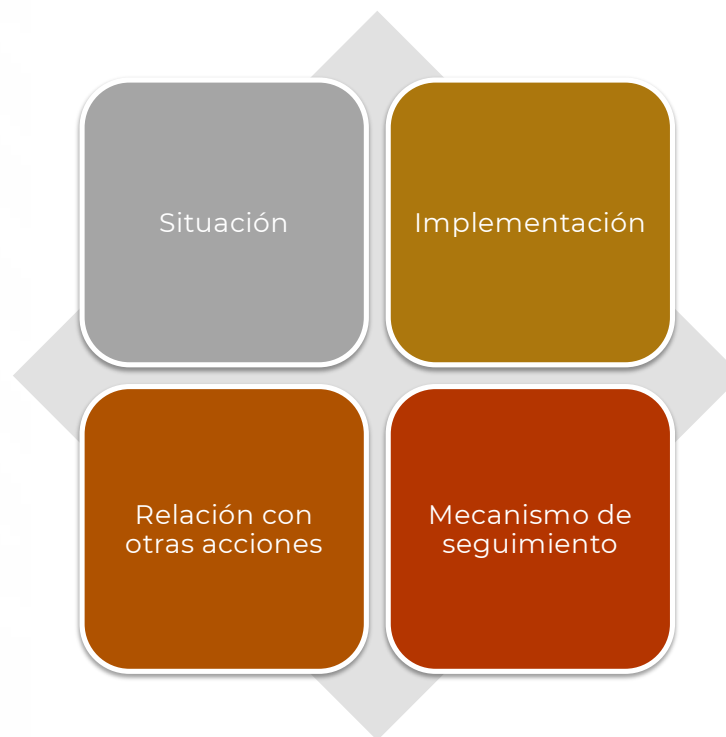 Situación
Implementación
Relación con
otras acciones
Mecanismo de
seguimiento